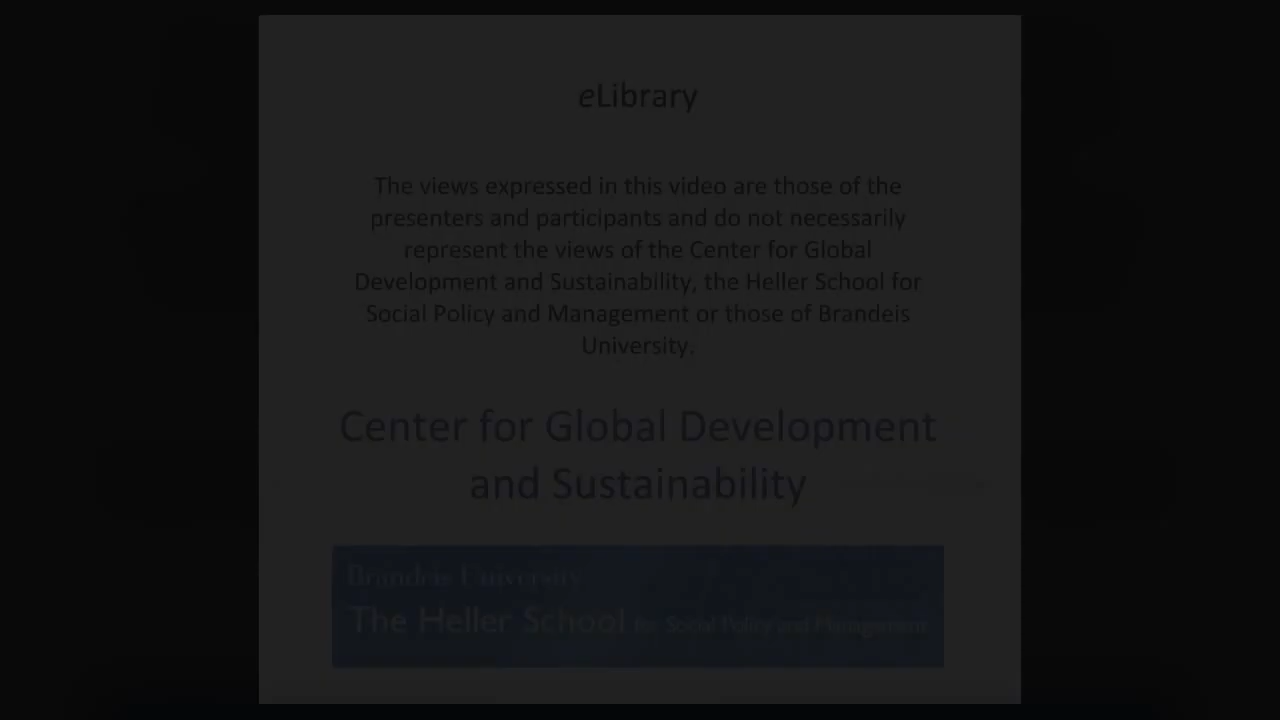 eLibrary
The views expressed in this video are those of the
presenters and participants and do not necessarily
represent the views of the Center for Global
Development and Sustainability, the Heller School for
Social Policy and Management or those of Brandeis
University.
Center for Global Development
and Sustainability
Brandeis University
The Heller School for Social Policy and Management